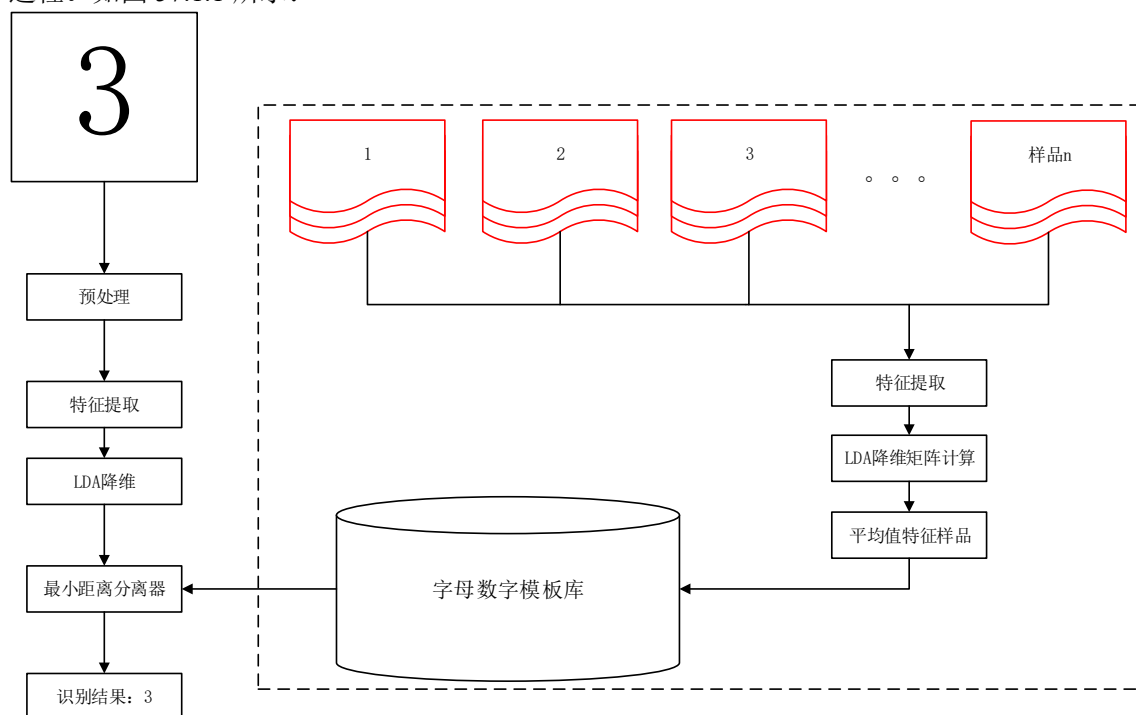 3
1
2
3
。。。
样品n
预处理
特征提取
LDA降维
最小距离分离器
识别结果: 3
特征提取
LDA降维矩阵计算
平均值特征样品
字母数字模板库